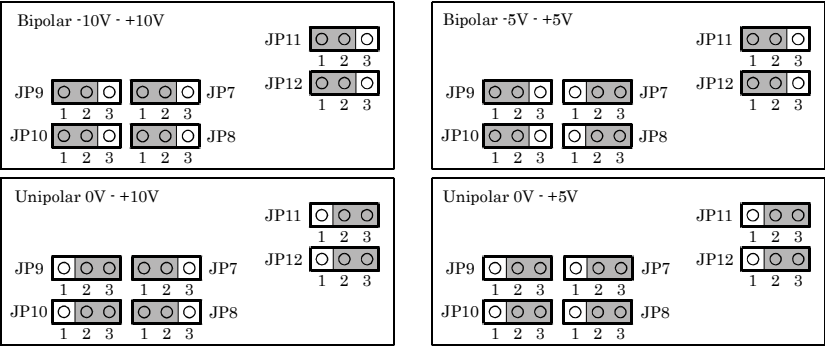 Bipolar -10V - +10V
JP11
1 2 3
JP12
1 2 3
JP9
1 2 3
JP7
1 2 3
JP10
1 2 3
JP8
1 2 3
Bipolar -5V - +5V
JP11
1 2 3
JP12
1 2 3
JP9
1 2 3
JP7
1 2 3
JP10
1 2 3
JP8
1 2 3
Unipolar 0V - +10V
JP11
1 2 3
JP12
1 2 3
JP9
1 2 3
JP7
1 2 3
JP10
1 2 3
JP8
1 2 3
Unipolar 0V - +5V
JP11
1 2 3
JP12
1 2 3
JP9
1 2 3
JP7
1 2 3
JP10
1 2 3
JP8
1 2 3